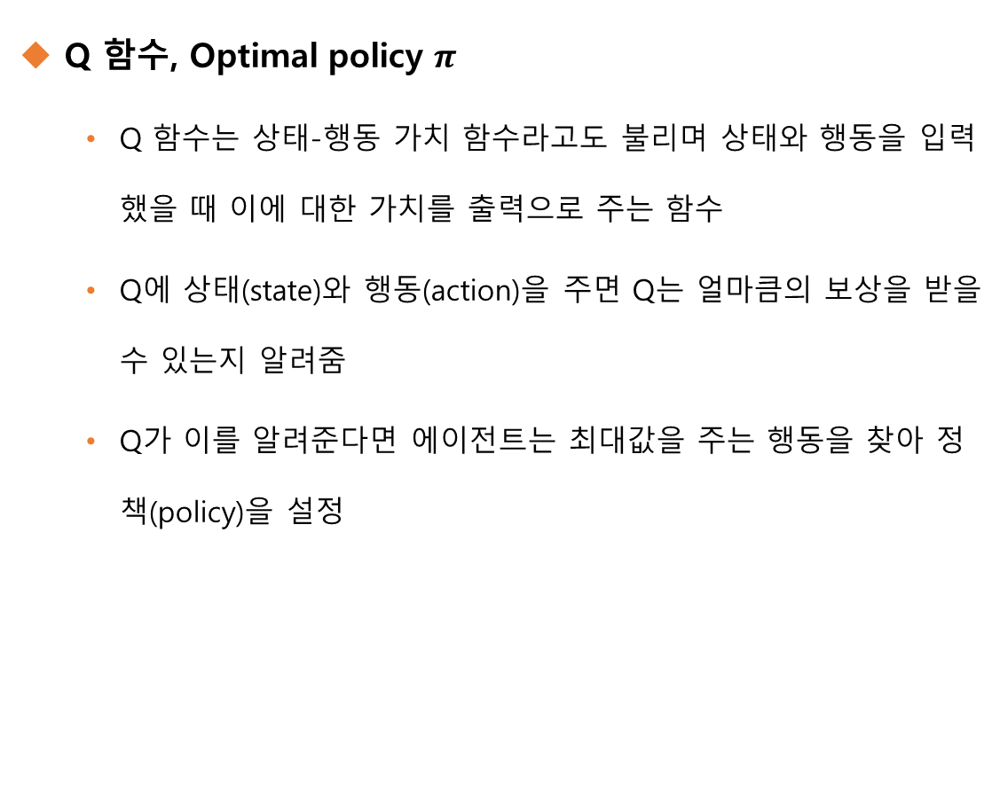 Q 함수, Optimal policy π
Q 함수는 상태-행동 가치 함수라고도 불리며 상태와 행동을 입력
했을 때 이에 대한 가치를 출력으로 주는 함수
Q에 상태(state)와 행동(action)을 주면 Q는 얼마큼의 보상을 받을
수 있는지 알려줌
Q가 이를 알려준다면 에이전트는 최대값을 주는 행동을 찾아 정
책(policy)을 설정